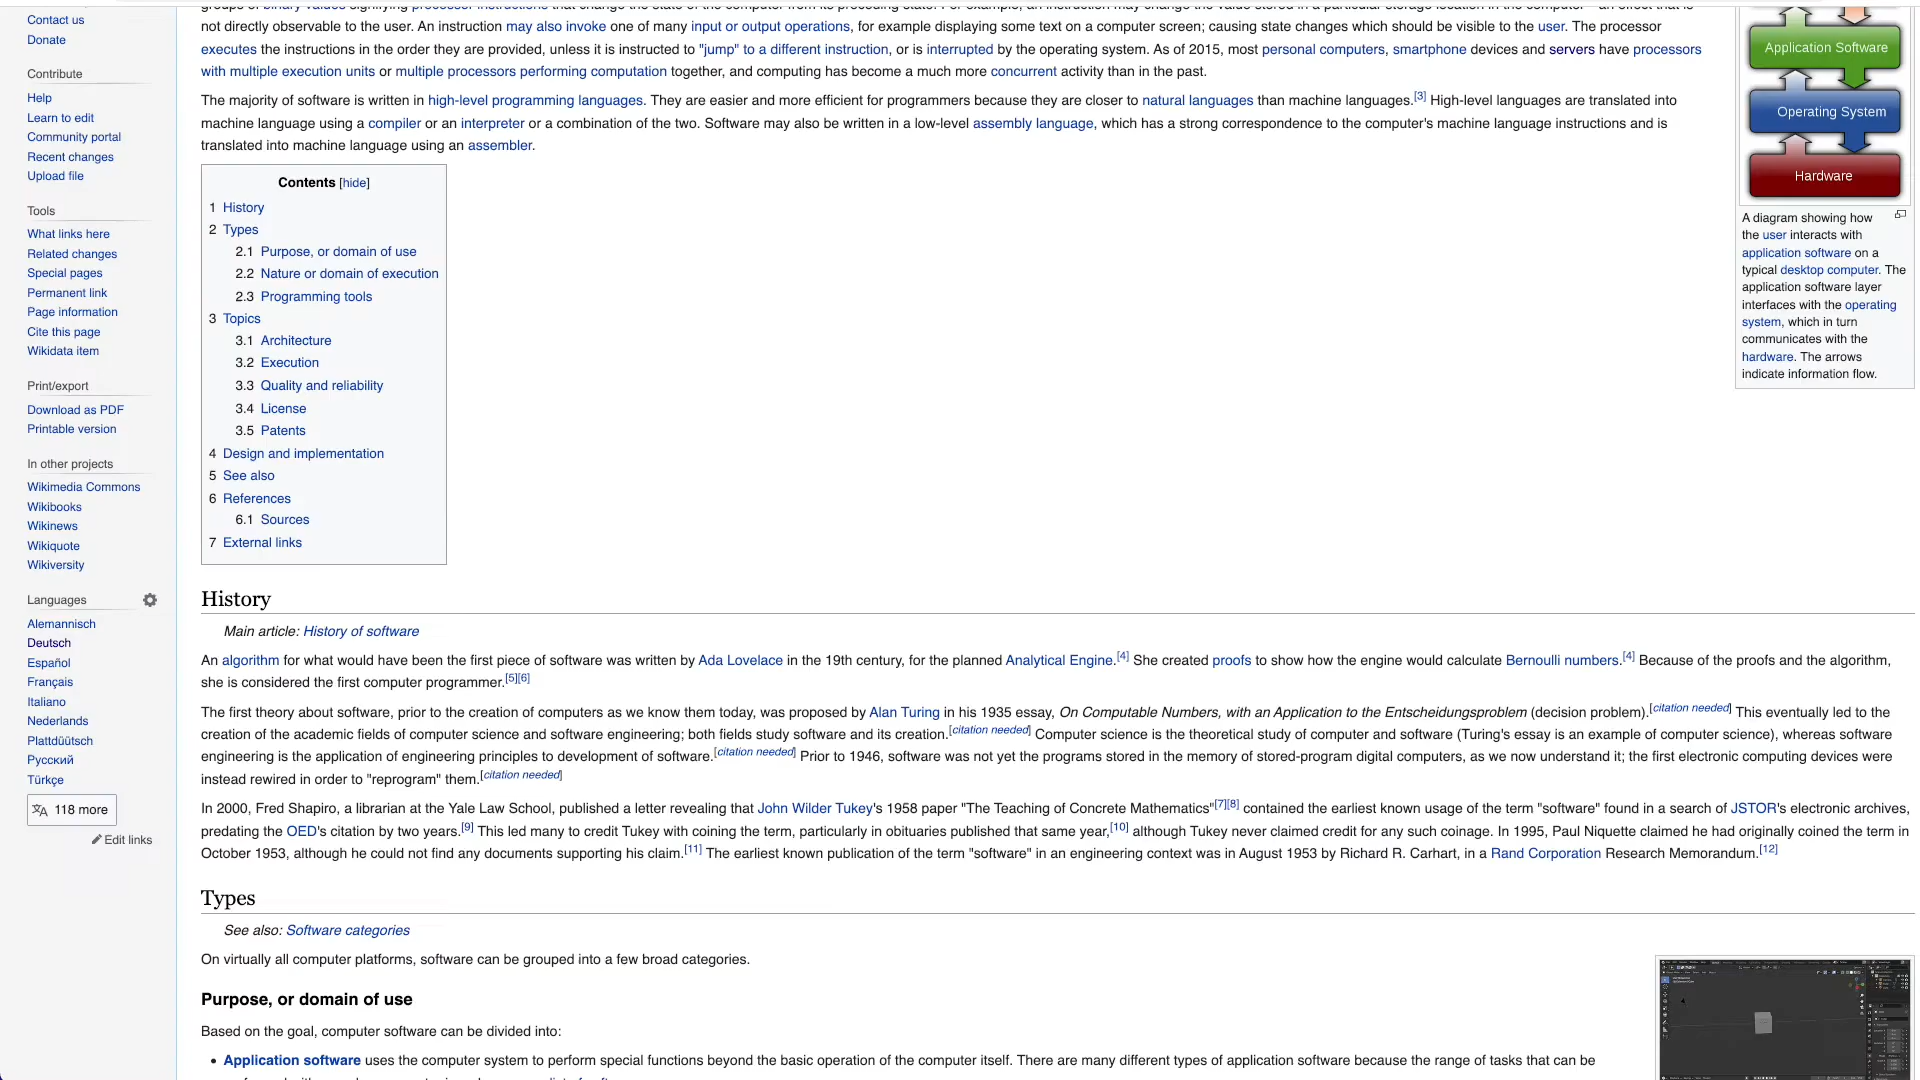 Contact us
Donate
Contribute
Help
Learn to edit
Community portal
Recent changes
Upload file
Tools
What links here
Related changes
Special pages
Permanent link
Page information
Cite this page
Wikidata item
Print/export
Download as PDF
Printable version
In other projects
Wikimedia Commons
Wikibooks
Wikinews
Wikiquote
Wikiversity
Languages
Alemannisch
Deutsch
Español
Français
Italiano
Nederlands
Plattdüütsch
Русский
Türkçe
118 more
Edit links
not directly observable to the user. An instruction may also invoke one of many input or output operations, for example displaying some text on a computer screen; causing state changes which should be visible to the user. The processor
executes the instructions in the order they are provided, unless it is instructed to "jump" to a different instruction, or is interrupted by the operating system. As of 2015, most personal computers, smartphone devices and servers have processors
with multiple execution units or multiple processors performing computation together, and computing has become a much more concurrent activity than in the past.
The majority of software is written in high-level programming languages. They are easier and more efficient for programmers because they are closer to natural languages than machine languages.[3] High-level languages are translated into
machine language using a compiler or an interpreter or a combination of the two. Software may also be written in a low-level assembly language, which has a strong correspondence to the computer's machine language instructions and is
translated into machine language using an assembler.
Contents [hide]
1 History
2 Types
2.1 Purpose, or domain of use
2.2 Nature or domain of execution
2.3 Programming tools
3 Topics
3.1 Architecture
3.2 Execution
3.3 Quality and reliability
3.4 License
3.5 Patents
4 Design and implementation
5 See also
6 References
6.1 Sources
7 External links
Application Software
Operating System
Hardware
A diagram showing how
the user interacts with
application software on a
typical desktop computer. The
application software layer
interfaces with the operating
system, which in turn
communicates with the
hardware. The arrows
indicate information flow.
History
Main article: History of software
An algorithm for what would have been the first piece of software was written by Ada Lovelace in the 19th century, for the planned Analytical Engine.[4] She created proofs to show how the engine would calculate Bernoulli numbers.[4] Because of the proofs and the algorithm,
she is considered the first computer programmer.[5][6]
The first theory about software, prior to the creation of computers as we know them today, was proposed by Alan Turing in his 1935 essay, On Computable Numbers, with an Application to the Entscheidungsproblem (decision problem).[citation needed] This eventually led to the
creation of the academic fields of computer science and software engineering; both fields study software and its creation.[citation needed] Computer science is the theoretical study of computer and software (Turing's essay is an example of computer science), whereas software
engineering is the application of engineering principles to development of software.[citation needed] Prior to 1946, software was not yet the programs stored in the memory of stored-program digital computers, as we now understand it; the first electronic computing devices were
instead rewired in order to "reprogram" them.[citation needed]
In 2000, Fred Shapiro, a librarian at the Yale Law School, published a letter revealing that John Wilder Tukey's 1958 paper "The Teaching of Concrete Mathematics"[7][8] contained the earliest known usage of the term "software" found in a search of JSTOR's electronic archives,
predating the OED's citation by two years.[9] This led many to credit Tukey with coining the term, particularly in obituaries published that same year,[10] although Tukey never claimed credit for any such coinage. In 1995, Paul Niquette claimed he had originally coined the term in
October 1953, although he could not find any documents supporting his claim.[11] The earliest known publication of the term "software" in an engineering context was in August 1953 by Richard R. Carhart, in a Rand Corporation Research Memorandum.[12]
Types
See also: Software categories
On virtually all computer platforms, software can be grouped into a few broad categories.
Purpose, or domain of use
Based on the goal, computer software can be divided into:
• Application software uses the computer system to perform special functions beyond the basic operation of the computer itself. There are many different types of application software because the range of tasks that can be